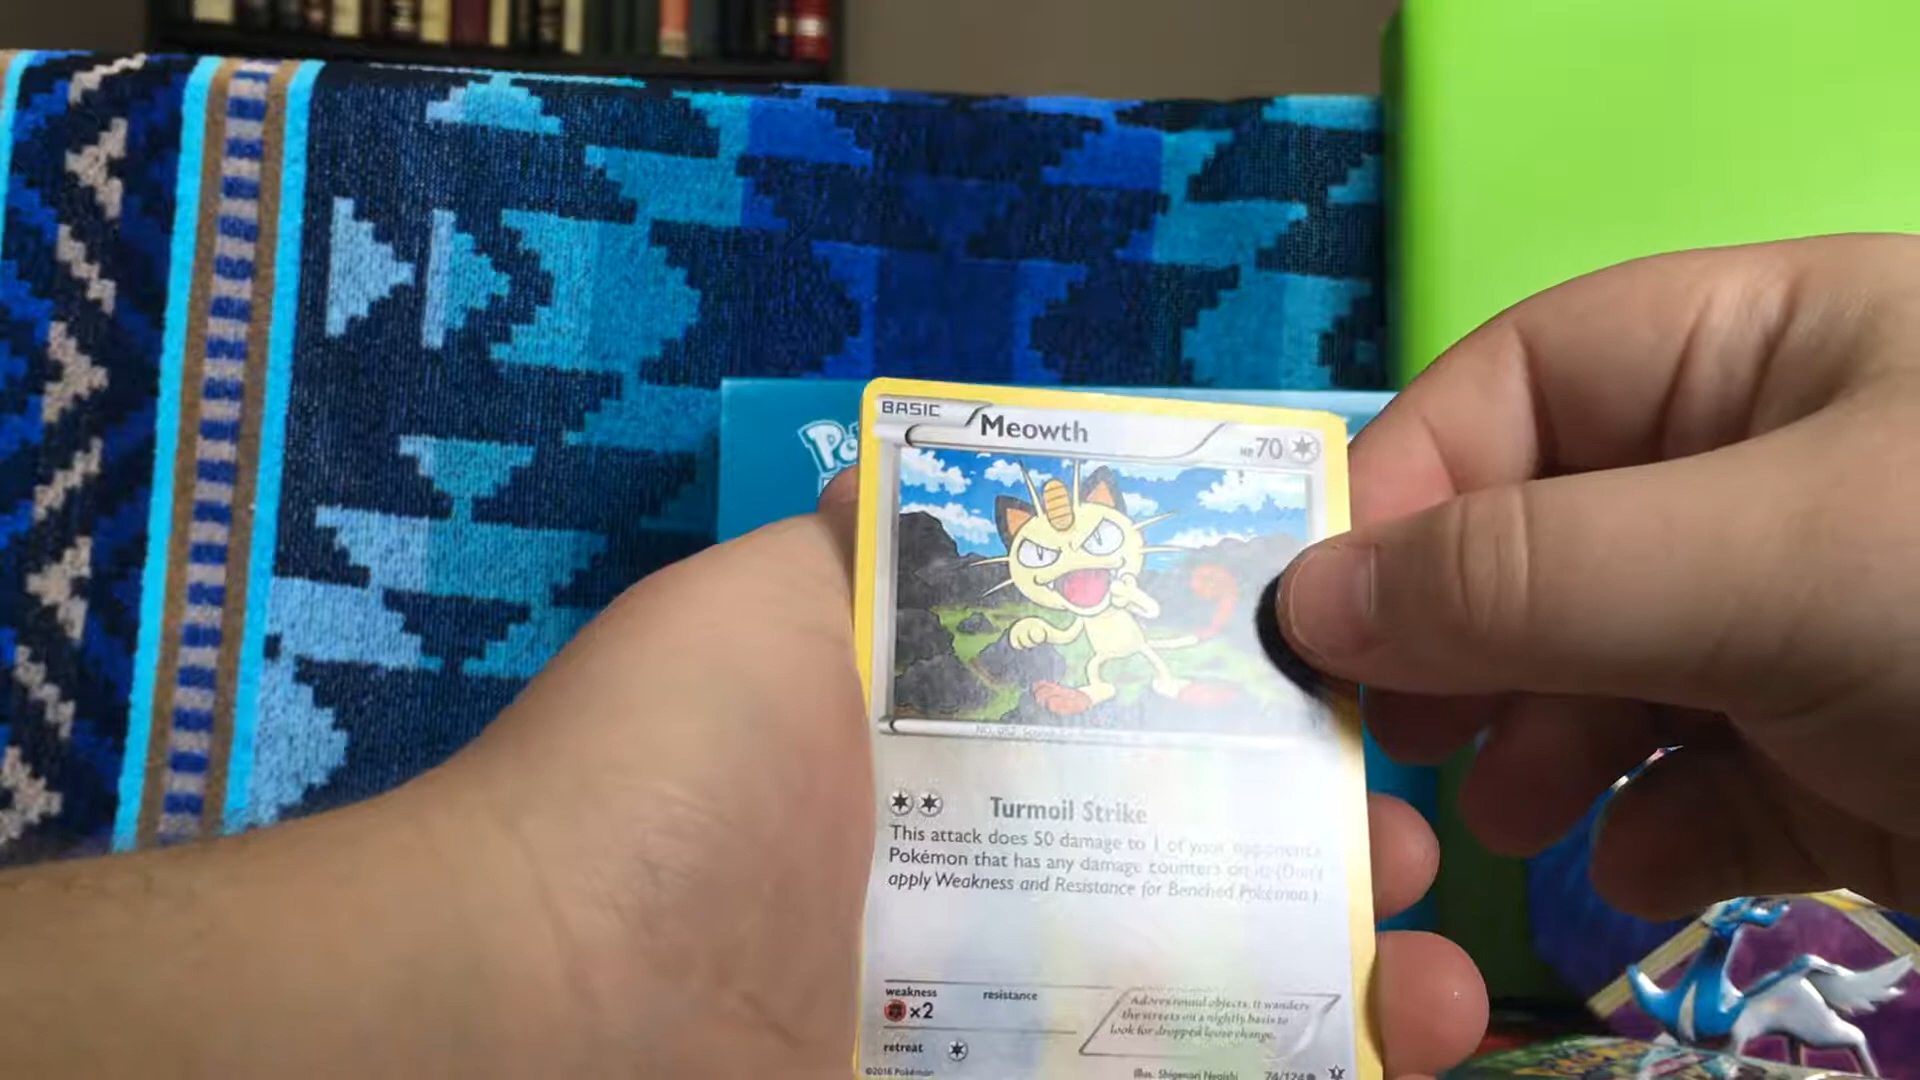 Po
BASIC
Meowth
HP70
Turmoil Strike
This attack does 50 damage to 1 of your opponent's
Pokémon that has any damage counters on it. (Don't
apply Weakness and Resistance for Benched Pokémon.)
weakness
resistance
×2
Adores round objects. It wanders
the streets on a nightly basis to
look for dropped loose change.
retreat
©2016 Pokémon
Illus. Shigenori Negishi
74/124